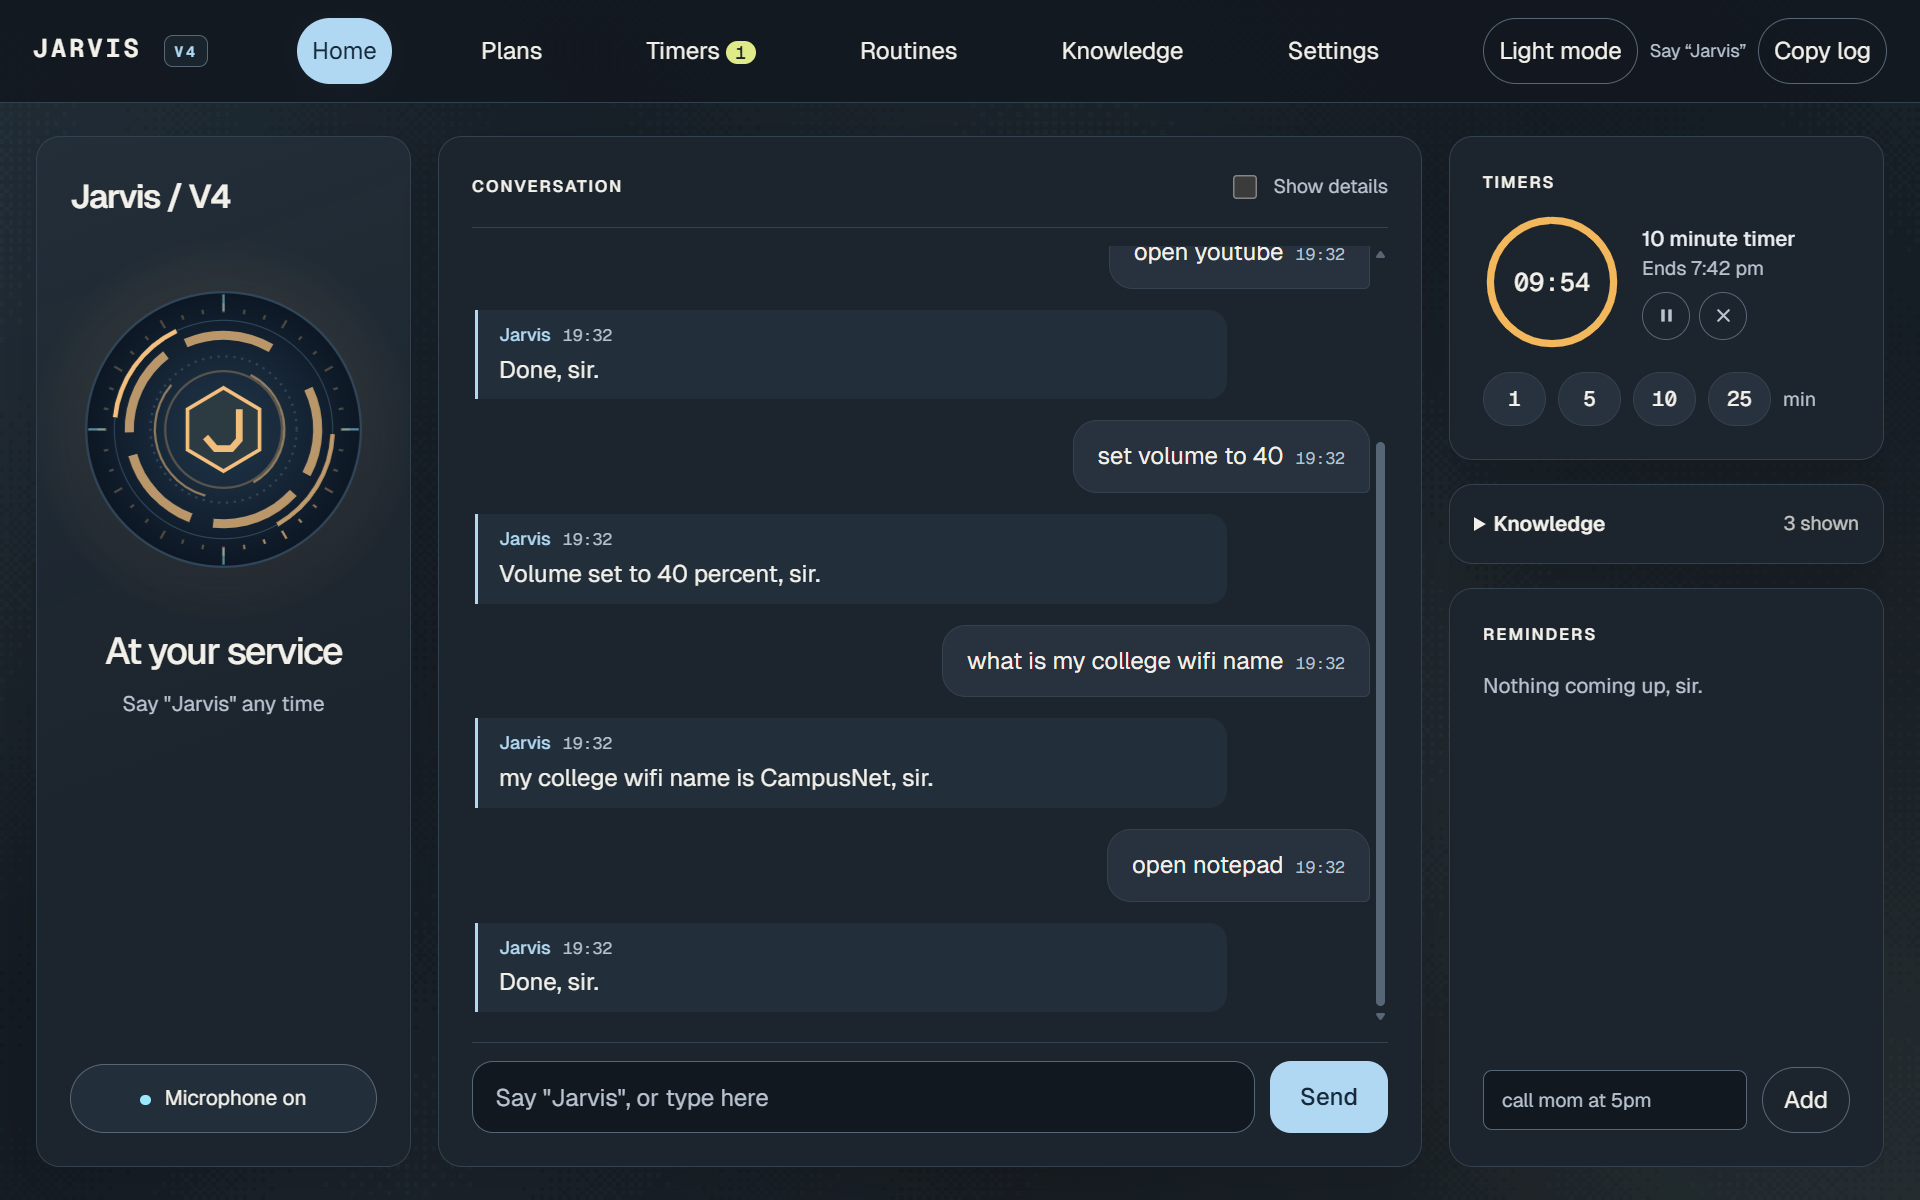 JARVIS V4 Home Plans Timers 1 Routines Knowledge Settings Light mode Say “Jarvis” Copy log
Jarvis / V4
J
At your service
Say "Jarvis" any time
Microphone on
CONVERSATION Show details
open youtube 19:32
Jarvis 19:32
Done, sir.
set volume to 40 19:32
Jarvis 19:32
Volume set to 40 percent, sir.
what is my college wifi name 19:32
Jarvis 19:32
my college wifi name is CampusNet, sir.
open notepad 19:32
Jarvis 19:32
Done, sir.
Say "Jarvis", or type here Send
TIMERS
09:54
10 minute timer
Ends 7:42 pm
1 5 10 25 min
Knowledge 3 shown
REMINDERS
Nothing coming up, sir.
call mom at 5pm Add